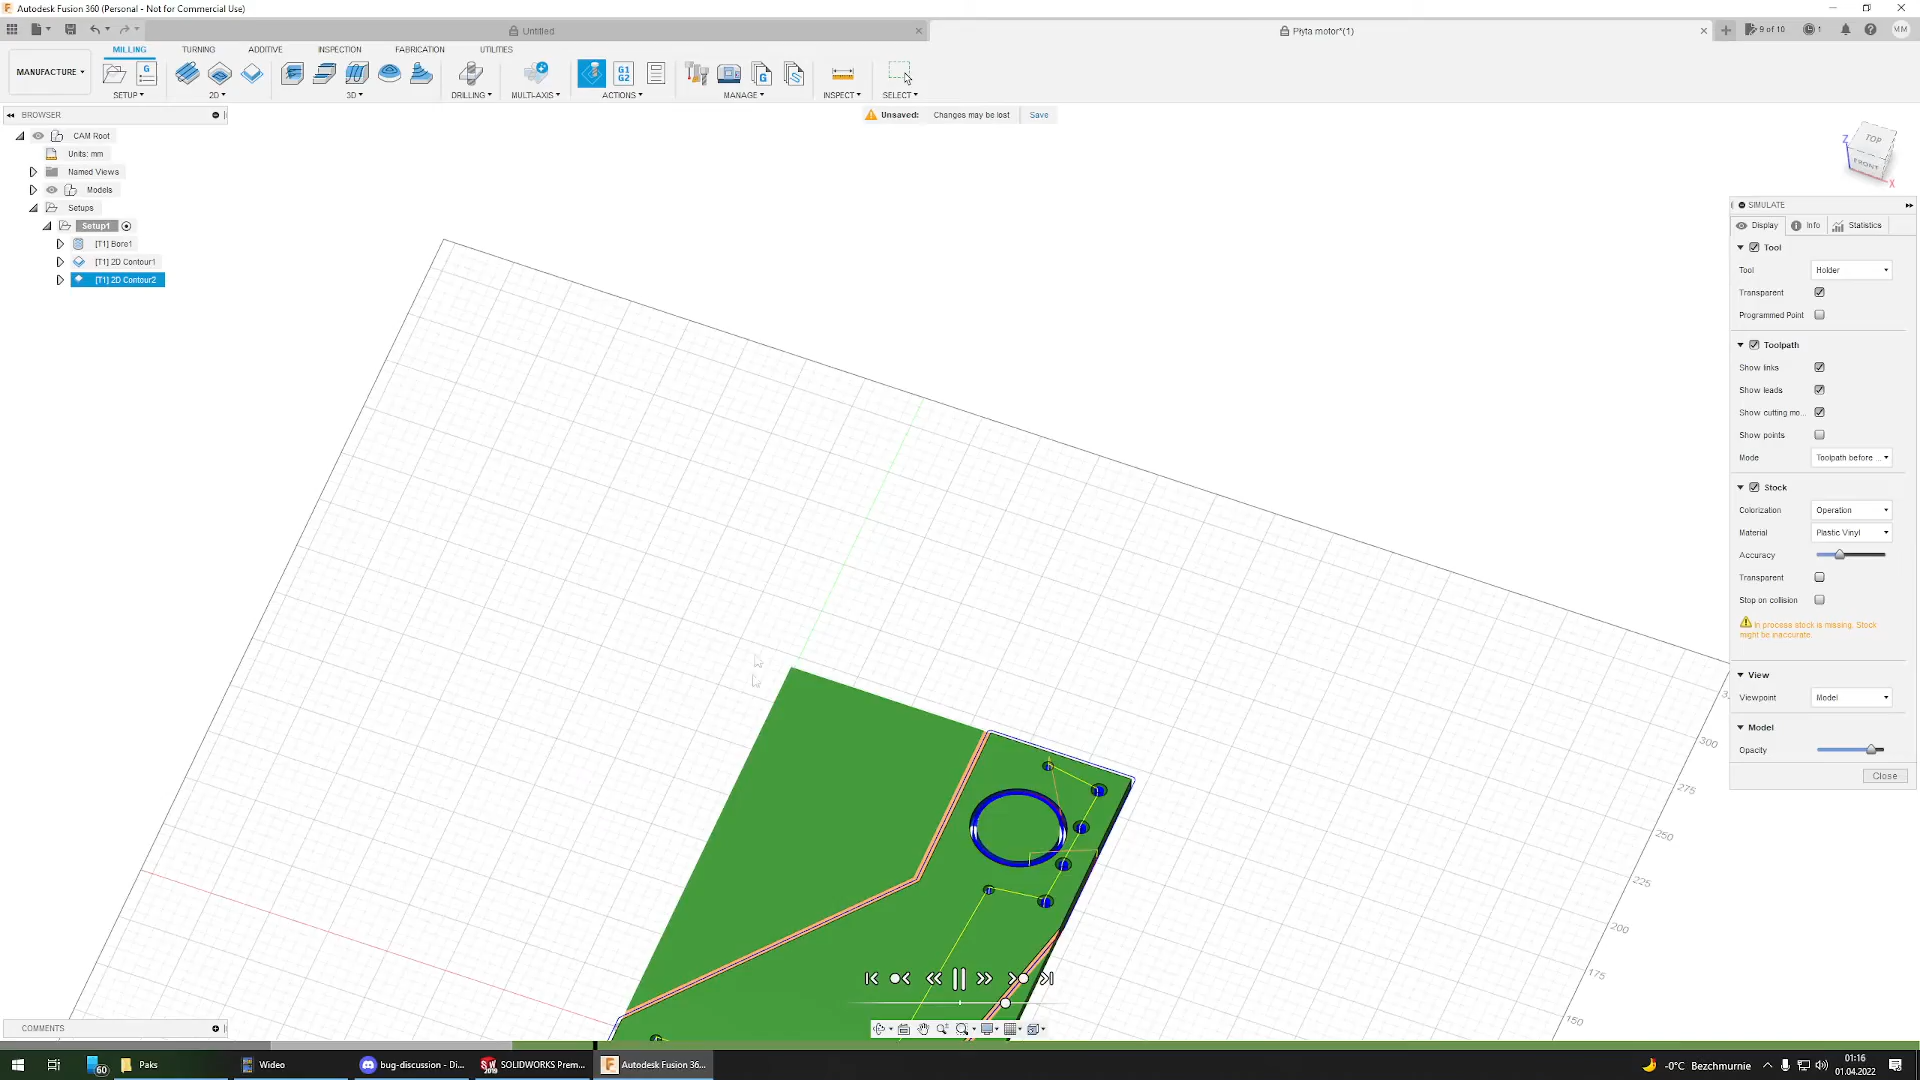 Autodesk Fusion 360 (Personal - Not for Commercial Use)
Untitled
Płyta motor*(1)
9 of 10
1
MM
MILLING
TURNING
ADDITIVE
INSPECTION
FABRICATION
UTILITIES
MANUFACTURE
G
G1
G2
G
SETUP
2D
3D
DRILLING
MULTI-AXIS
ACTIONS
MANAGE
INSPECT
SELECT
BROWSER
Unsaved: Changes may be lost Save
CAM Root
Units: mm
Named Views
Models
Setups
Setup1
[T1] Bore1
[T1] 2D Contour1
[T1] 2D Contour2
TOP
FRONT
Z
X
SIMULATE
Display
Info
Statistics
Tool
Tool Holder
Transparent
Programmed Point
Toolpath
Show links
Show leads
Show cutting mo...
Show points
Mode Toolpath before ...
Stock
Colorization Operation
Material Plastic Vinyl
Accuracy
Transparent
Stop on collision
In process stock is missing. Stock
might be inaccurate.
View
Viewpoint Model
Model
Opacity
Close
300
275
250
225
200
175
150
COMMENTS
60
Paks
Wideo
bug-discussion - Di...
SOLIDWORKS Prem...
Autodesk Fusion 36...
-0°C Bezchmurnie
01:16
01.04.2022